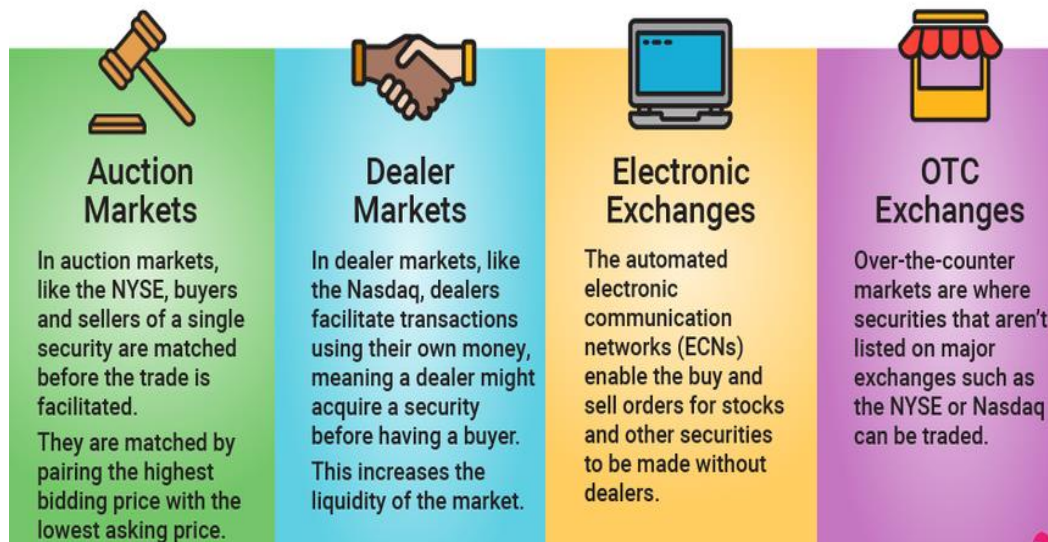 Auction
Markets
In auction markets,
like the NYSE, buyers
and sellers of a single
security are matched
before the trade is
facilitated.
They are matched by
pairing the highest
bidding price with the
lowest asking price.
Dealer
Markets
In dealer markets, like
the Nasdaq, dealers
facilitate transactions
using their own money,
meaning a dealer might
acquire a security
before having a buyer.
This increases the
liquidity of the market.
Electronic
Exchanges
The automated
electronic
communication
networks (ECNs)
enable the buy and
sell orders for stocks
and other securities
to be made without
dealers.
OTC
Exchanges
Over-the-counter
markets are where
securities that aren't
listed on major
exchanges such as
the NYSE or Nasdaq
can be traded.